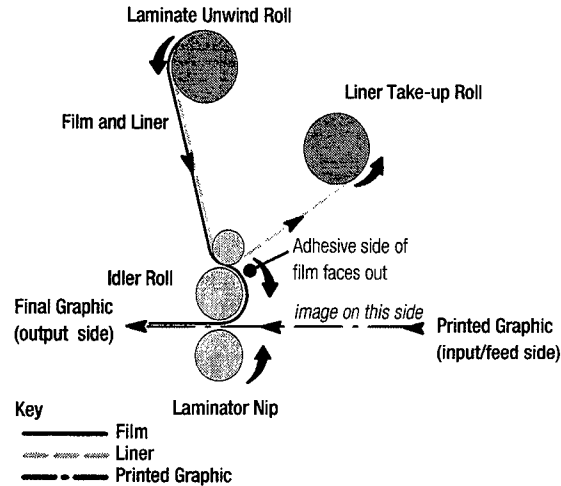 Laminate Unwind Roll
Liner Take-up Roll
Film and Liner
Adhesive side of
film faces out
Idler Roll
Final Graphic
(output side)
image on this side
Printed Graphic
(input/feed side)
Laminator Nip
Key
Film
Liner
Printed Graphic